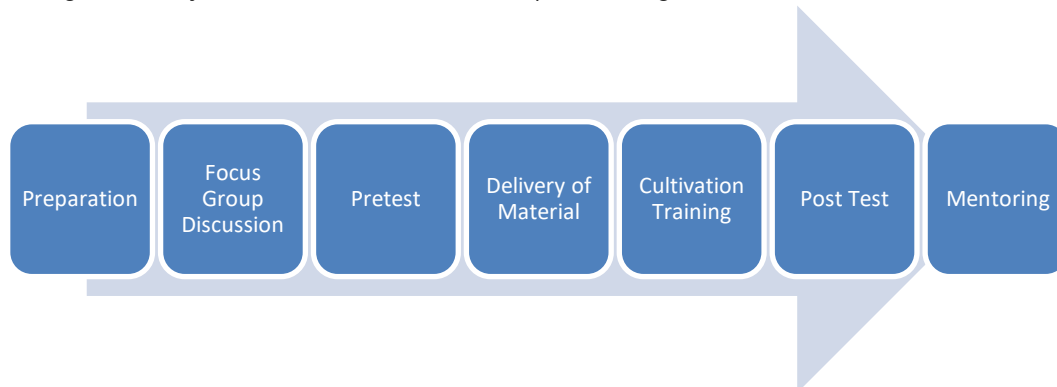 Preparation
Focus
Group
Discussion
Pretest
Delivery of
Material
Cultivation
Training
Post Test
Mentoring